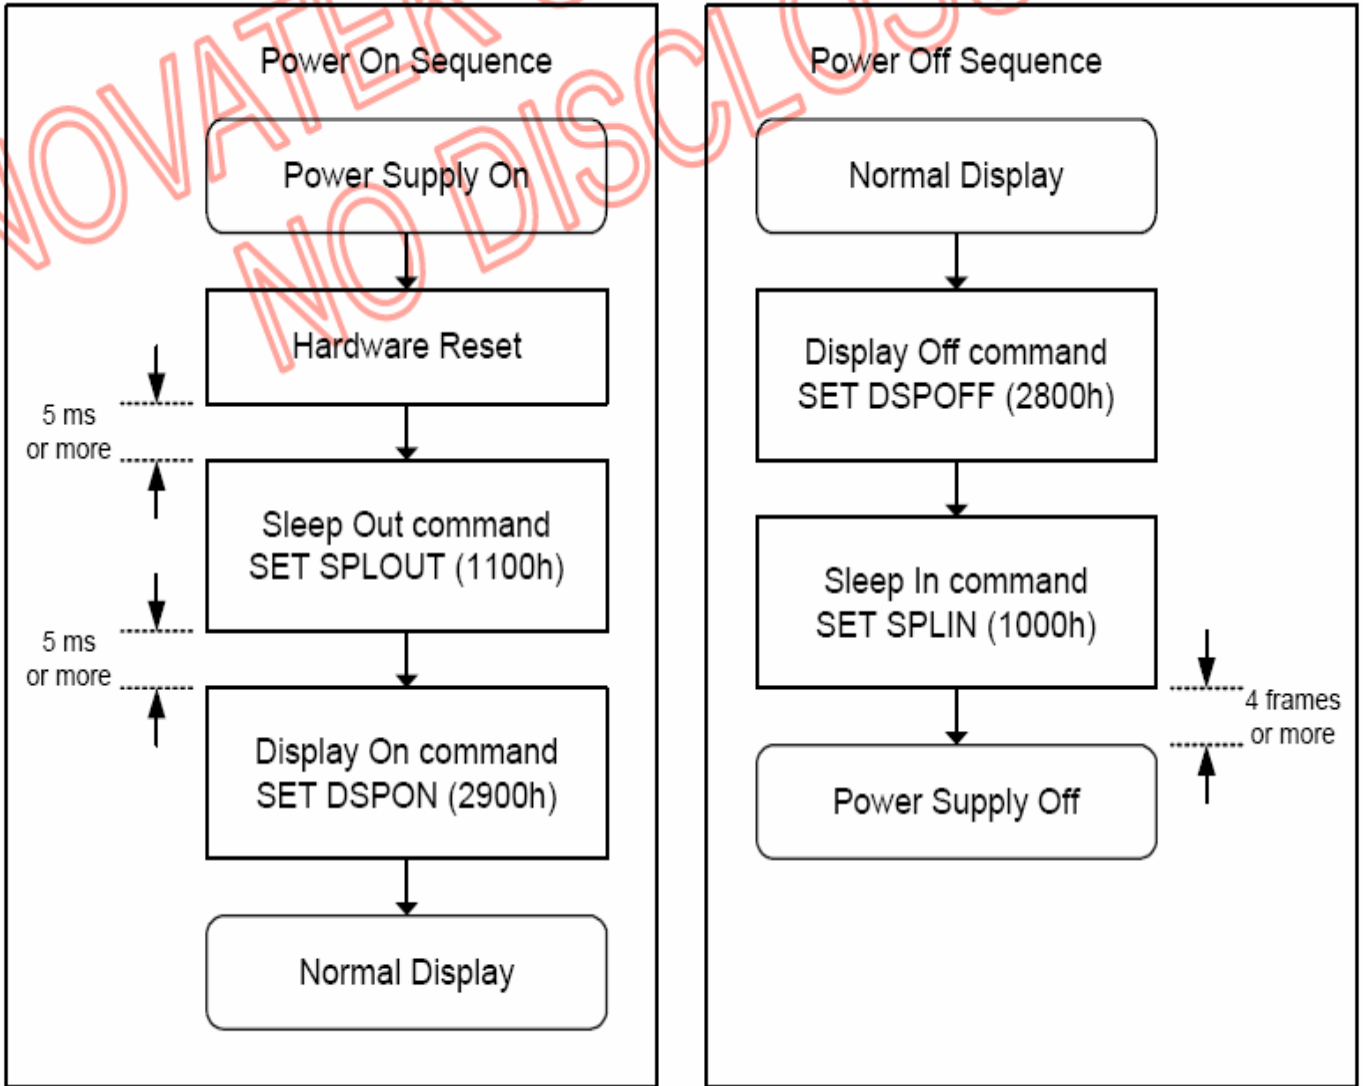 NOVATEK
NO DISCLOS
Power On Sequence
Power Supply On
Hardware Reset
5 ms
or more
Sleep Out command
SET SPLOUT (1100h)
5 ms
or more
Display On command
SET DSPON (2900h)
Normal Display
Power Off Sequence
Normal Display
Display Off command
SET DSPOFF (2800h)
Sleep In command
SET SPLIN (1000h)
4 frames
or more
Power Supply Off